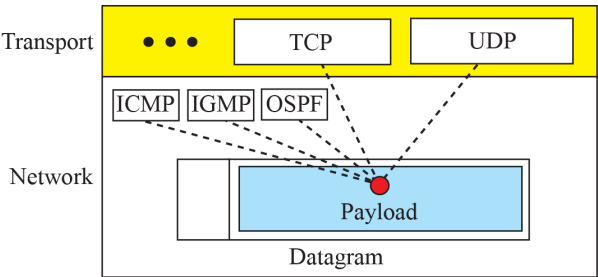 Transport
TCP
UDP
ICMP
IGMP
OSPF
Network
Payload
Datagram